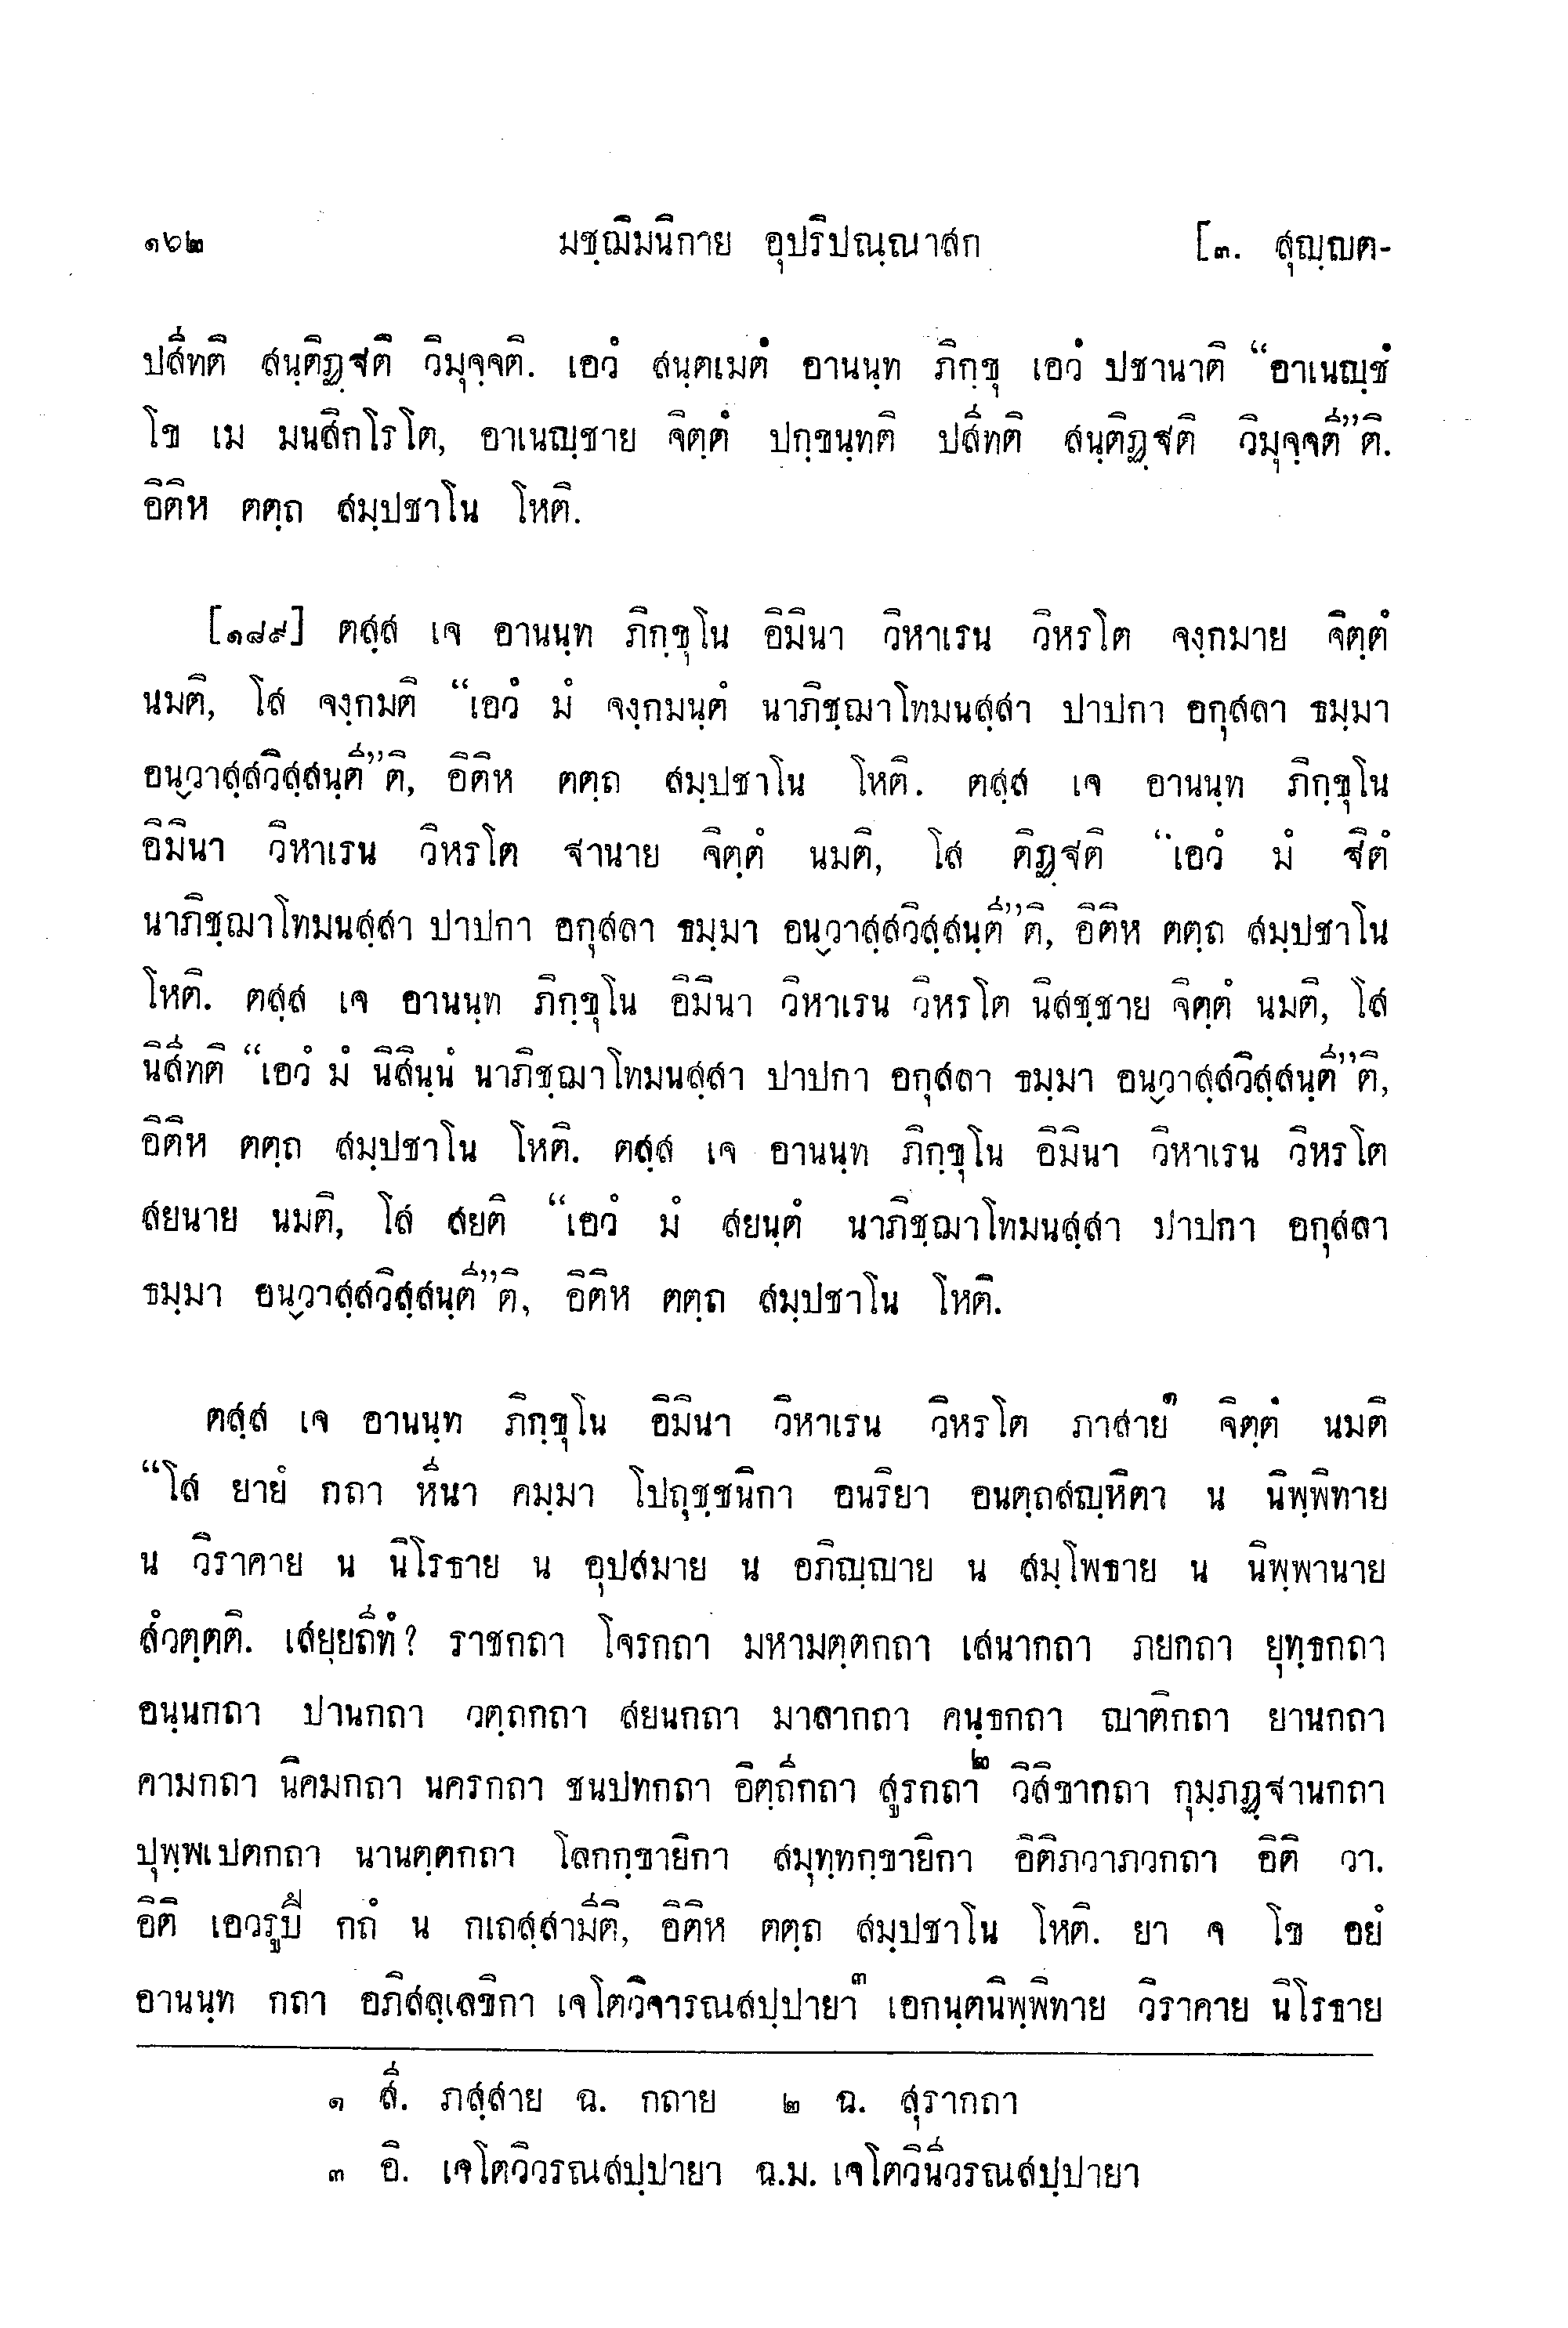 ๑๖๒ มชฺฌิมนิกาย อุปริปณฺณาสก [๓. สุญฺญต-
ปสีทติ สนฺติฏฺฐติ วิมุจฺจติ. เอวํ สนฺตเมตํ อานนฺท ภิกฺขุ เอวํ ปชานาติ “อาเนญฺชํ
โข เม มนสิกโรโต, อาเนญฺชาย จิตฺตํ ปกฺขนฺทติ ปสีทติ สนฺติฏฺฐติ วิมุจฺจตี”ติ.
อิติห ตตฺถ สมฺปชาโน โหติ.
[๑๘๙] ตสฺส เจ อานนฺท ภิกฺขุโน อิมินา วิหาเรน วิหรโต จงฺกมาย จิตฺตํ
นมติ, โส จงฺกมติ “เอวํ มํ จงฺกมนฺตํ นาภิชฺฌาโทมนสฺสา ปาปกา อกุสลา ธมฺมา
อนฺวาสฺสวิสฺสนฺตี”ติ, อิติห ตตฺถ สมฺปชาโน โหติ. ตสฺส เจ อานนฺท ภิกฺขุโน
อิมินา วิหาเรน วิหรโต ฐานาย จิตฺตํ นมติ, โส ติฏฺฐติ “เอวํ มํ ฐิตํ
นาภิชฺฌาโทมนสฺสา ปาปกา อกุสลา ธมฺมา อนฺวาสฺสวิสฺสนฺตี”ติ, อิติห ตตฺถ สมฺปชาโน
โหติ. ตสฺส เจ อานนฺท ภิกฺขุโน อิมินา วิหาเรน วิหรโต นิสชฺชาย จิตฺตํ นมติ, โส
นิสีทติ “เอวํ มํ นิสินฺนํ นาภิชฺฌาโทมนสฺสา ปาปกา อกุสลา ธมฺมา อนฺวาสฺสวิสฺสนฺตี”ติ,
อิติห ตตฺถ สมฺปชาโน โหติ. ตสฺส เจ อานนฺท ภิกฺขุโน อิมินา วิหาเรน วิหรโต
สยนาย นมติ, โส สยติ “เอวํ มํ สยนฺตํ นาภิชฺฌาโทมนสฺสา ปาปกา อกุสลา
ธมฺมา อนฺวาสฺสวิสฺสนฺตี”ติ, อิติห ตตฺถ สมฺปชาโน โหติ.
ตสฺส เจ อานนฺท ภิกฺขุโน อิมินา วิหาเรน วิหรโต ภาสาย๑ จิตฺตํ นมติ
“โส ยายํ กถา หีนา คมฺมา โปถุชฺชนิกา อนริยา อนตฺถสญฺหิตา น นิพฺพิทาย
น วิราคาย น นิโรธาย น อุปสมาย น อภิญฺญาย น สมฺโพธาย น นิพฺพานาย
สํวตฺตติ. เสยฺยถีทํ? ราชกถา โจรกถา มหามตฺตกถา เสนากถา ภยกถา ยุทฺธกถา
อนฺนกถา ปานกถา วตฺถกถา สยนกถา มาลากถา คนฺธกถา ญาติกถา ยานกถา
คามกถา นิคมกถา นครกถา ชนปทกถา อิตฺถีกถา สูรกถา๒ วิสิขากถา กุมฺภฏฺฐานกถา
ปุพฺพเปตกถา นานตฺตกถา โลกกฺขายิกา สมุทฺทกฺขายิกา อิติภวาภวกถา อิติ วา.
อิติ เอวรูปึ กถํ น กเถสฺสามีติ, อิติห ตตฺถ สมฺปชาโน โหติ. ยา จ โข อยํ
อานนฺท กถา อภิสลฺเลขิกา เจโตวิจารณสปฺปายา๓ เอกนฺตนิพฺพิทาย วิราคาย นิโรธาย
๑ สี. ภสฺสาย ฉ. กถาย ๒ ฉ. สุรากถา
๓ อิ. เจโตวิวรณสปฺปายา ฉ.ม. เจโตวินีวรณสปฺปายา